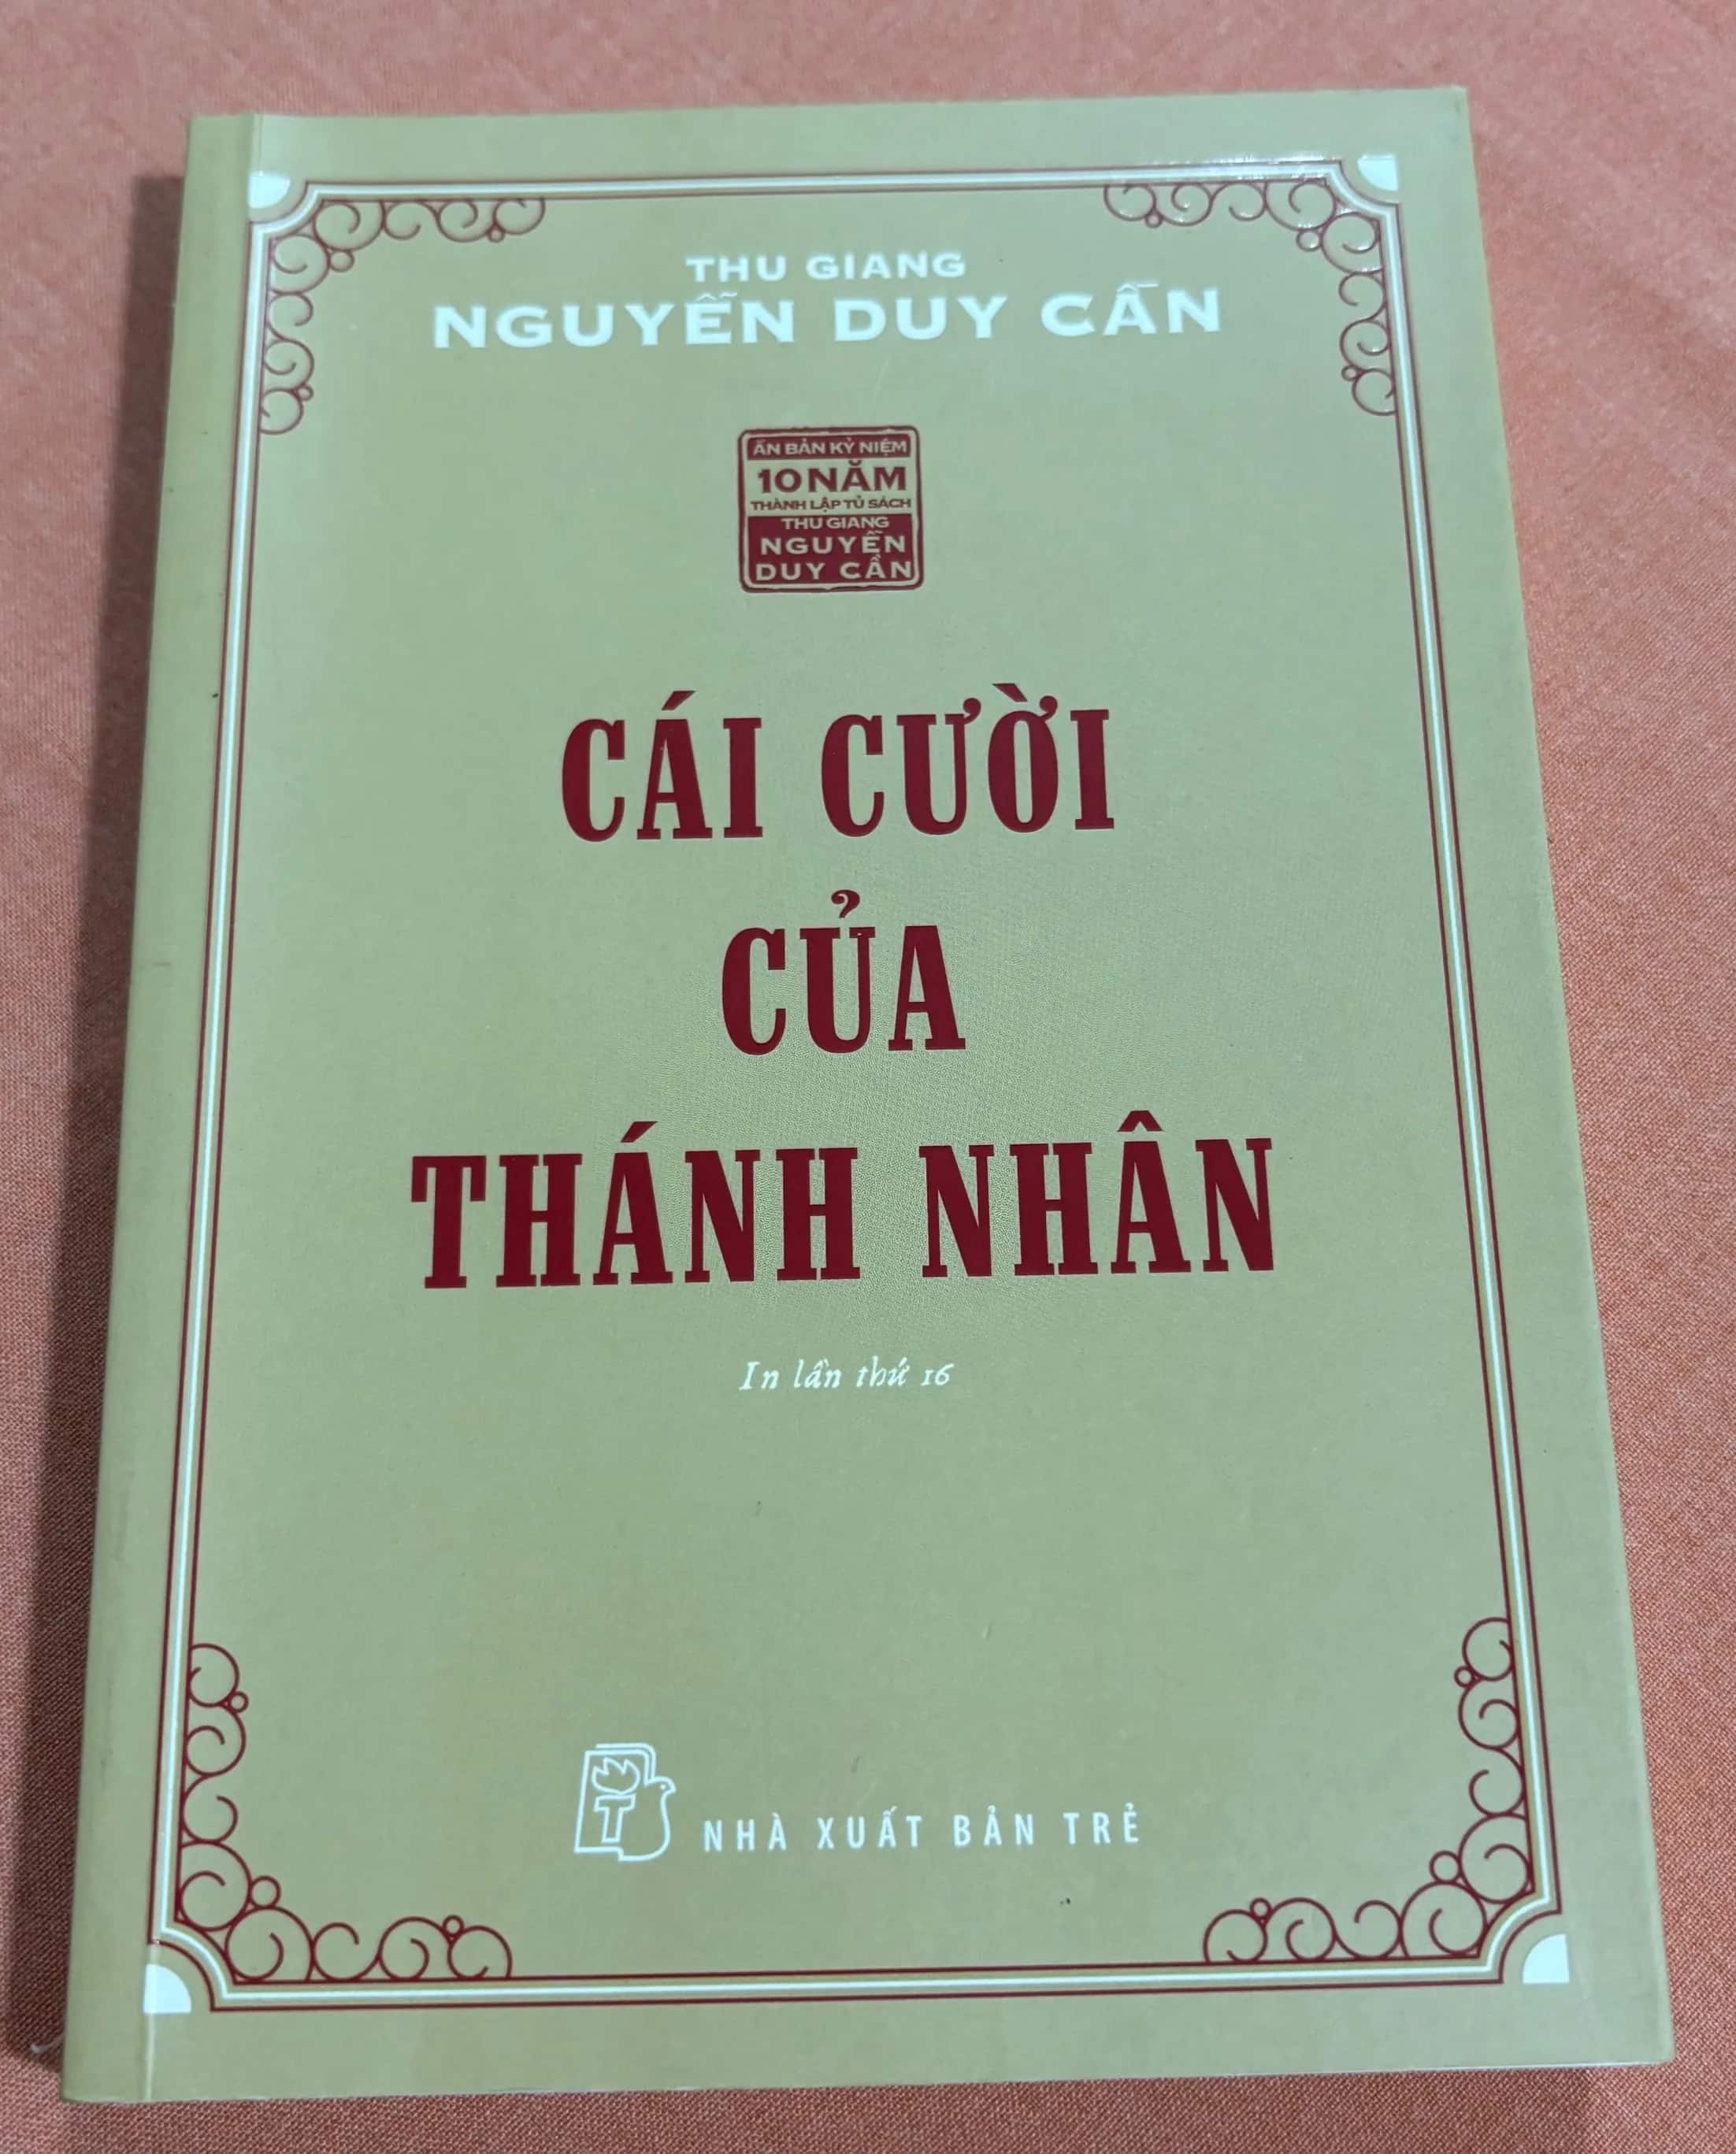 THU GIANG
NGUYỄN DUY CẦN
ẤN BẢN KỶ NIỆM
10 NĂM
THÀNH LẬP TỦ SÁCH
THU GIANG
NGUYỄN
DUY CẦN
CÁI CƯỜI
CỦA
THÁNH NHÂN
In lần thứ 16
T
NHÀ XUẤT BẢN TRẺ